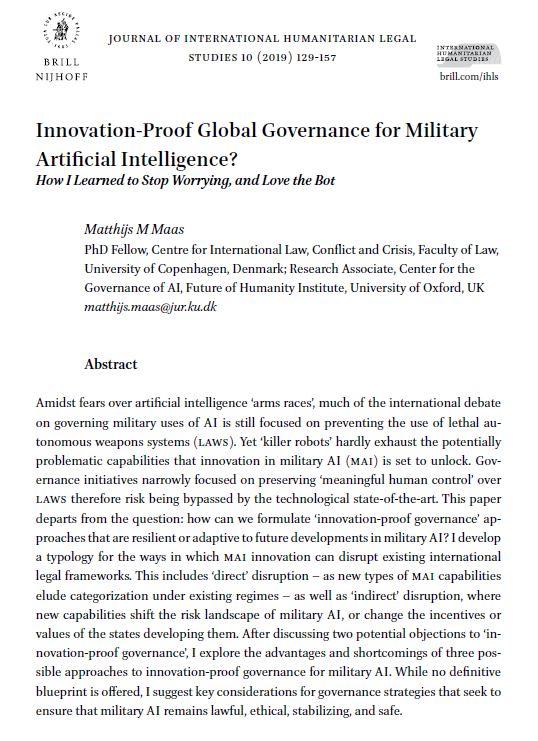 JOURNAL OF INTERNATIONAL HUMANITARIAN LEGAL
STUDIES 10 (2019) 129-157
BRILL
NIJHOFF
INTERNATIONAL
HUMANITARIAN
LEGAL STUDIES
brill.com/ihls
Innovation-Proof Global Governance for Military
Artificial Intelligence?
How I Learned to Stop Worrying, and Love the Bot
Matthijs M Maas
PhD Fellow, Centre for International Law, Conflict and Crisis, Faculty of Law,
University of Copenhagen, Denmark; Research Associate, Center for the
Governance of AI, Future of Humanity Institute, University of Oxford, UK
matthijs.maas@jur.ku.dk
Abstract
Amidst fears over artificial intelligence ‘arms races’, much of the international debate
on governing military uses of AI is still focused on preventing the use of lethal au-
tonomous weapons systems (LAWS). Yet ‘killer robots’ hardly exhaust the potentially
problematic capabilities that innovation in military AI (MAI) is set to unlock. Gov-
ernance initiatives narrowly focused on preserving ‘meaningful human control’ over
LAWS therefore risk being bypassed by the technological state-of-the-art. This paper
departs from the question: how can we formulate ‘innovation-proof governance’ ap-
proaches that are resilient or adaptive to future developments in military AI? I develop
a typology for the ways in which MAI innovation can disrupt existing international
legal frameworks. This includes ‘direct’ disruption – as new types of MAI capabilities
elude categorization under existing regimes – as well as ‘indirect’ disruption, where
new capabilities shift the risk landscape of military AI, or change the incentives or
values of the states developing them. After discussing two potential objections to ‘in-
novation-proof governance’, I explore the advantages and shortcomings of three pos-
sible approaches to innovation-proof governance for military AI. While no definitive
blueprint is offered, I suggest key considerations for governance strategies that seek to
ensure that military AI remains lawful, ethical, stabilizing, and safe.